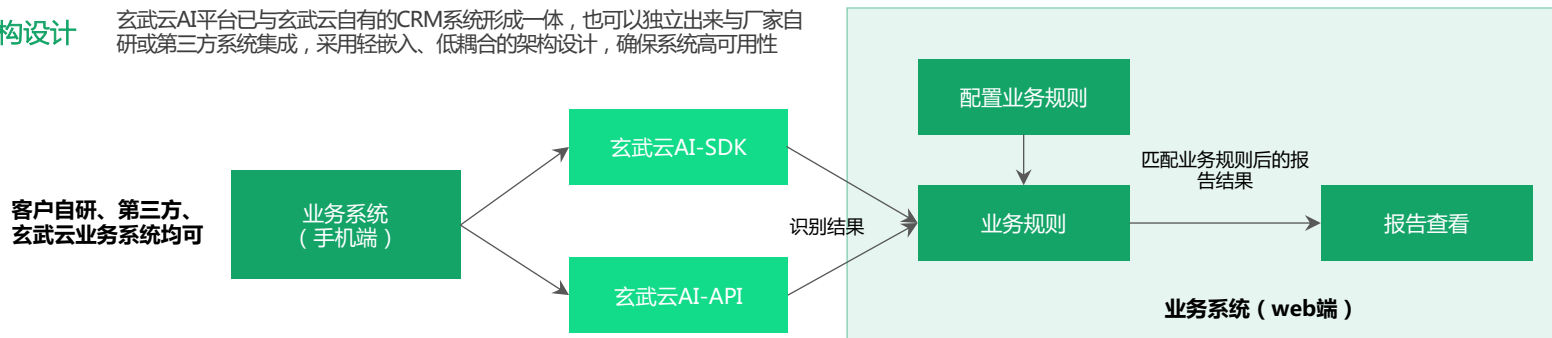 构设计
玄武云AI平台已与玄武云自有的CRM系统形成一体，也可以独立出来与厂家自
研或第三方系统集成，采用轻嵌入、低耦合的架构设计，确保系统高可用性
客户自研、第三方、
玄武云业务系统均可
业务系统
（手机端）
玄武云AI-SDK
玄武云AI-API
识别结果
配置业务规则
业务规则
匹配业务规则后的报
告结果
报告查看
业务系统（web端）